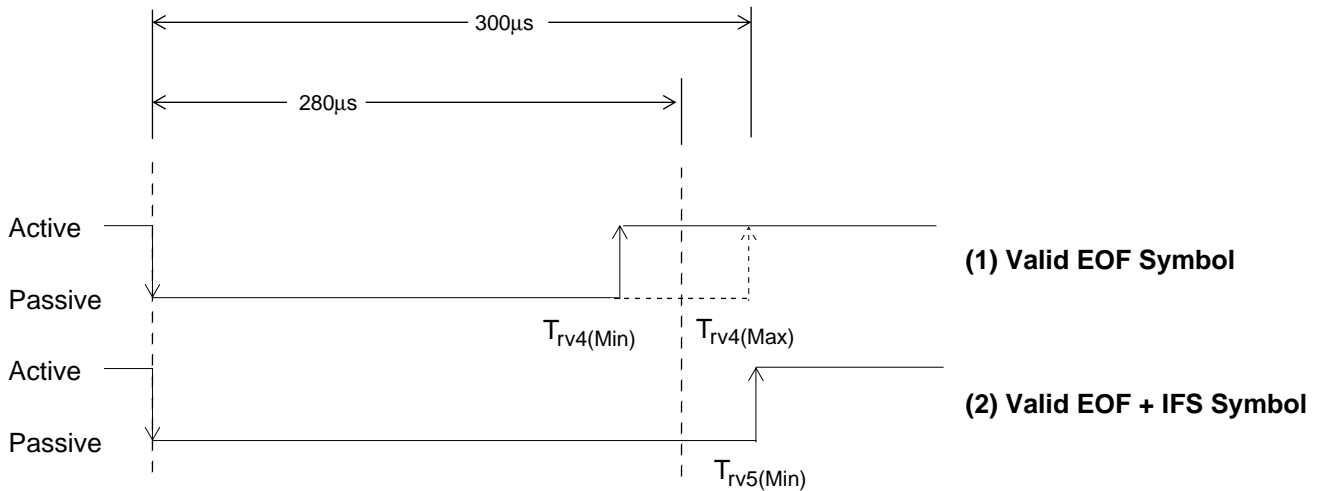 300μs
280μs
Active
(1) Valid EOF Symbol
Passive
Trv4(Min)
Trv4(Max)
Active
(2) Valid EOF + IFS Symbol
Passive
Trv5(Min)